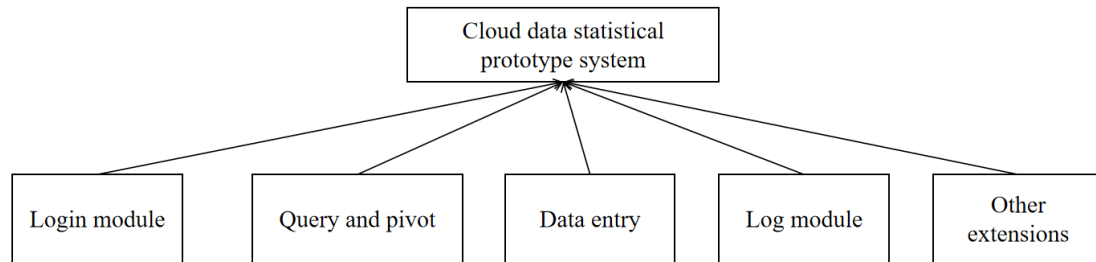 Cloud data statistical
prototype system
Login module
Query and pivot
Data entry
Log module
Other
extensions